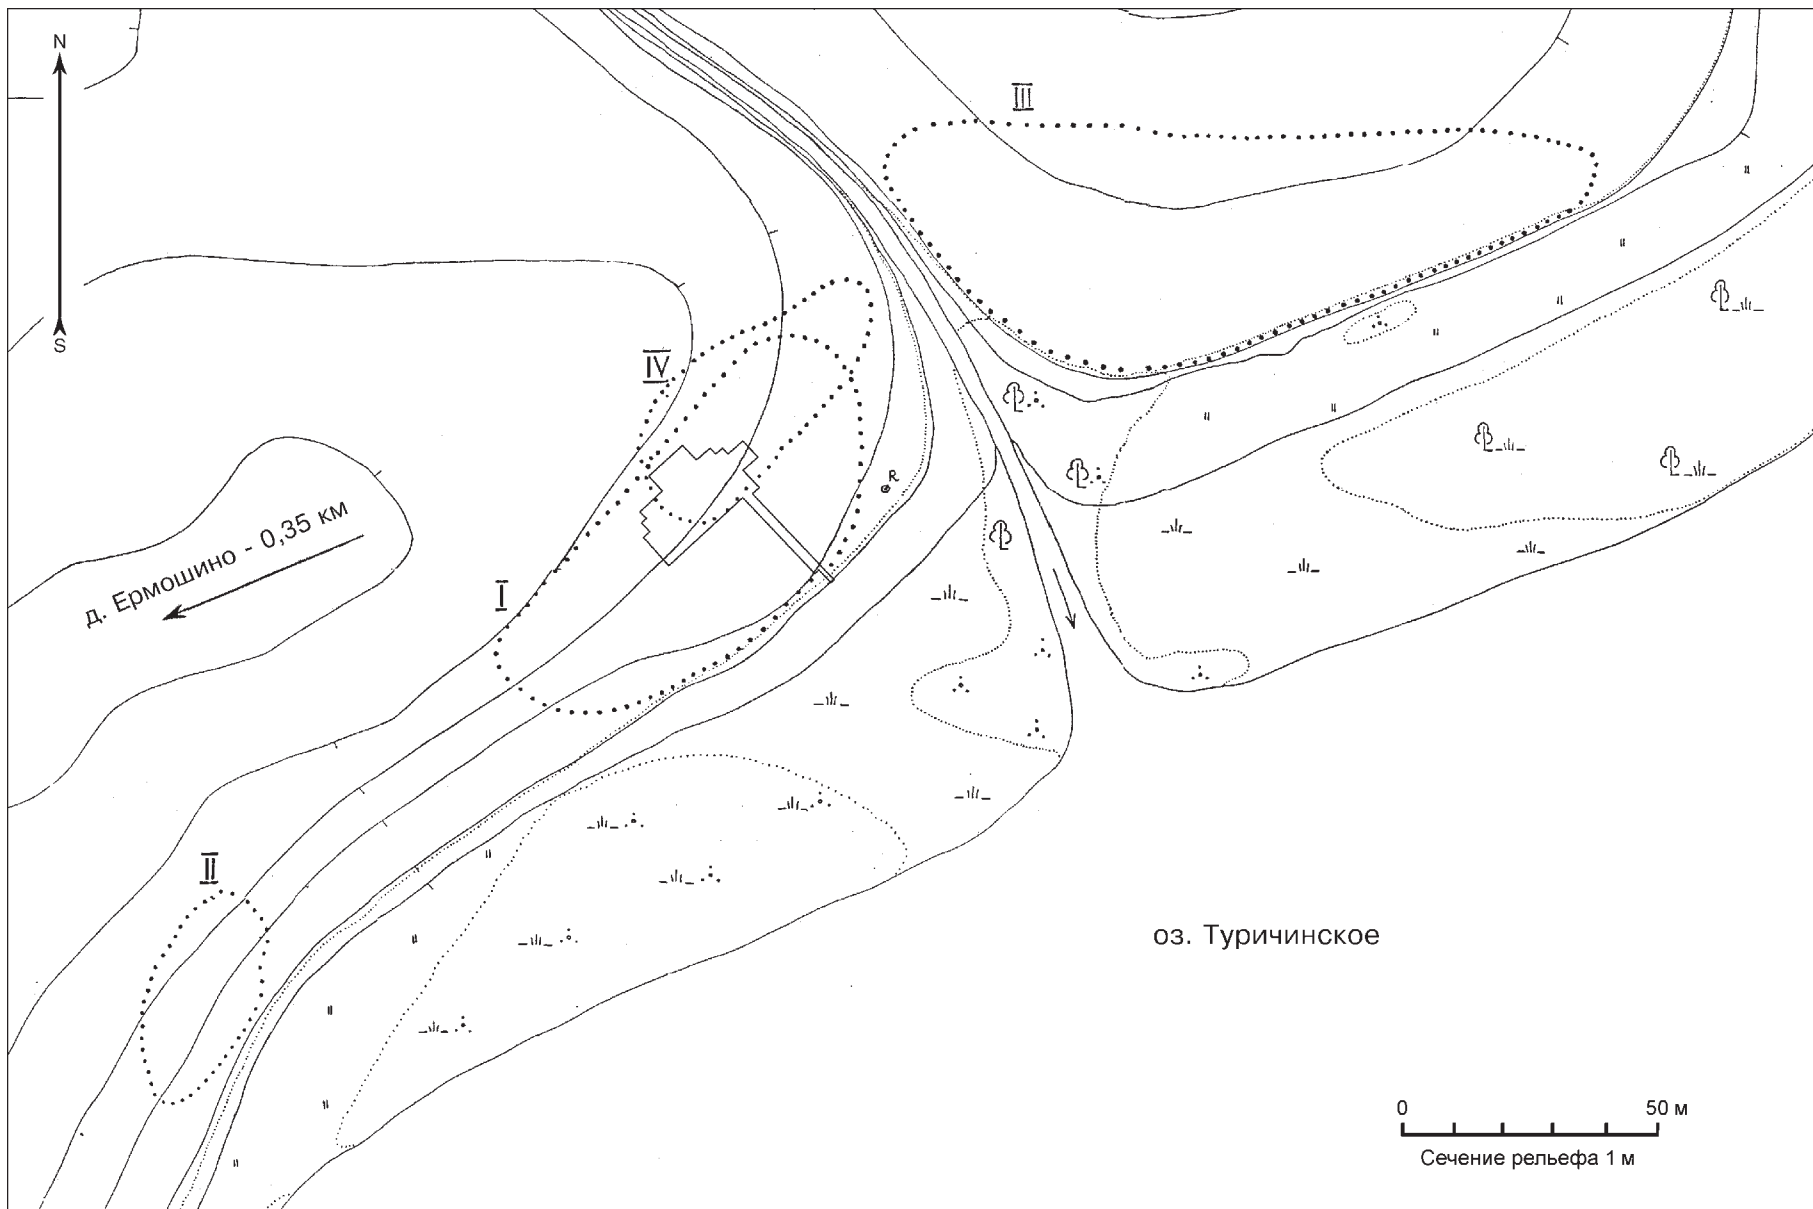 N
S
III
IV
R
I
д. Ермошино - 0,35 км
II
оз. Туричинское
0 50 м
Сечение рельефа 1 м